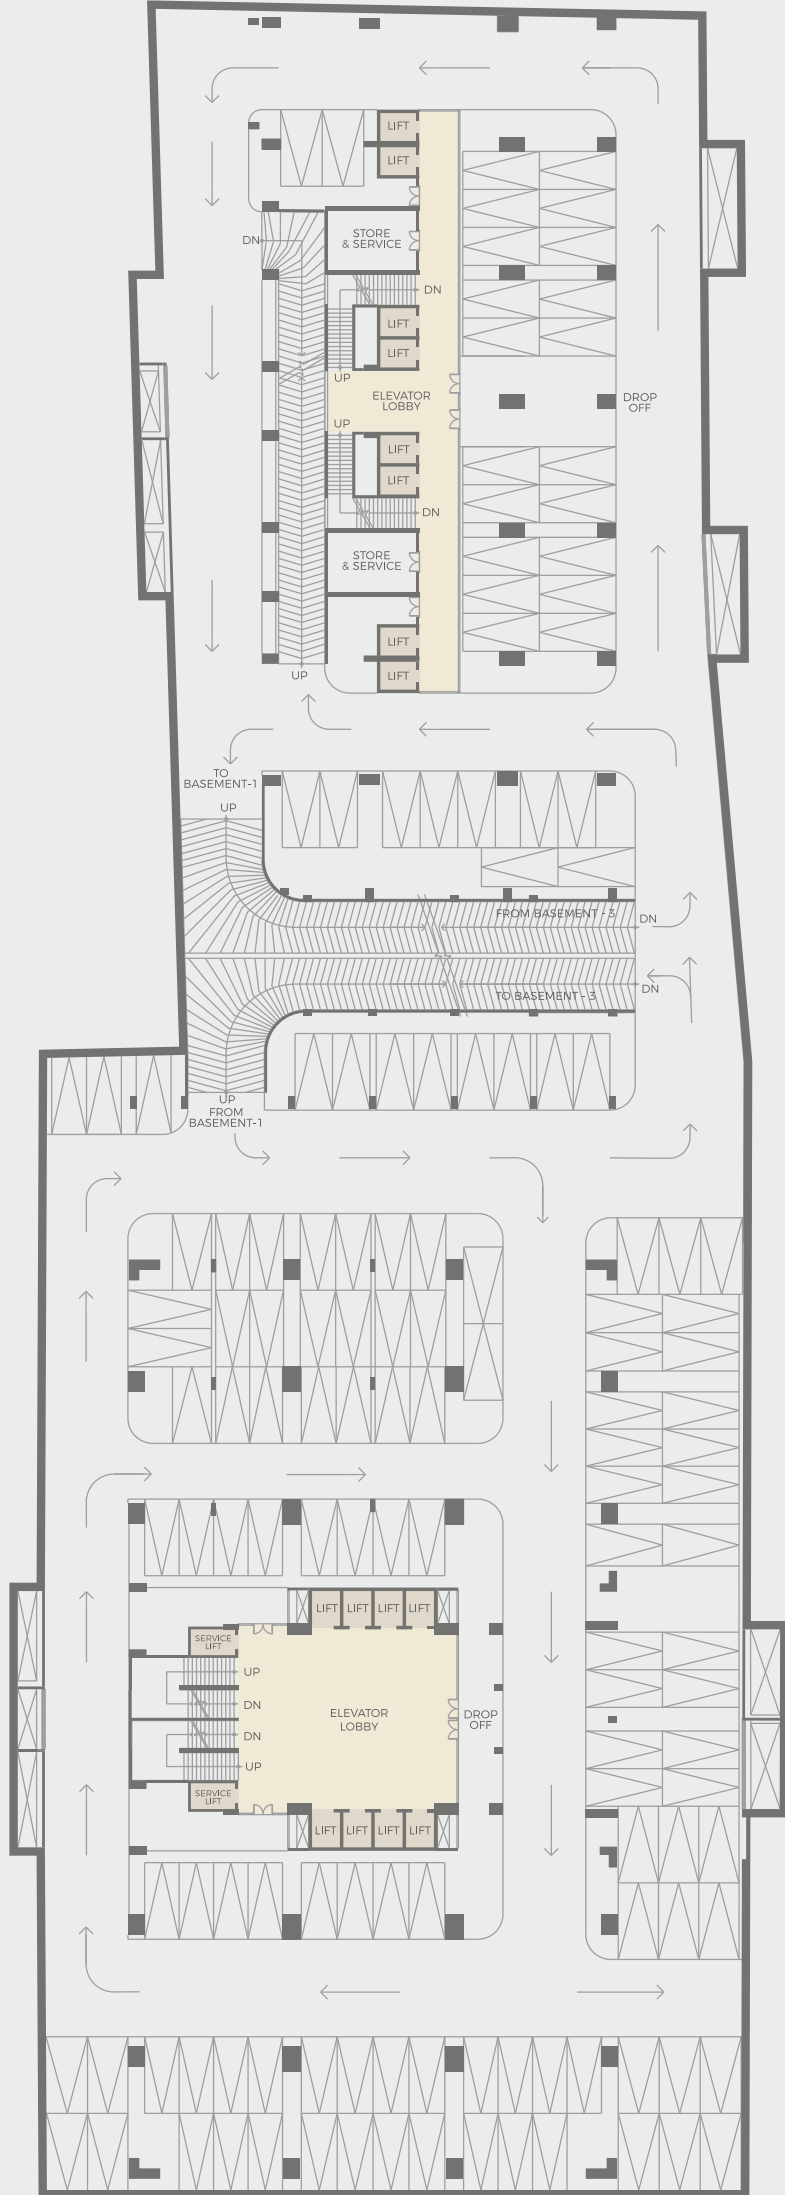 LIFT
LIFT
STORE
& SERVICE
DN
DN
LIFT
LIFT
UP
ELEVATOR
LOBBY
DROP
OFF
UP
LIFT
LIFT
DN
STORE
& SERVICE
LIFT
UP
LIFT
TO
BASEMENT-1
UP
FROM BASEMENT - 3
DN
DN
TO BASEMENT - 3
UP
FROM
BASEMENT-1
LIFT
LIFT
LIFT
LIFT
SERVICE
LIFT
UP
DN
ELEVATOR
LOBBY
DROP
OFF
DN
UP
SERVICE
LIFT
LIFT
LIFT
LIFT
LIFT